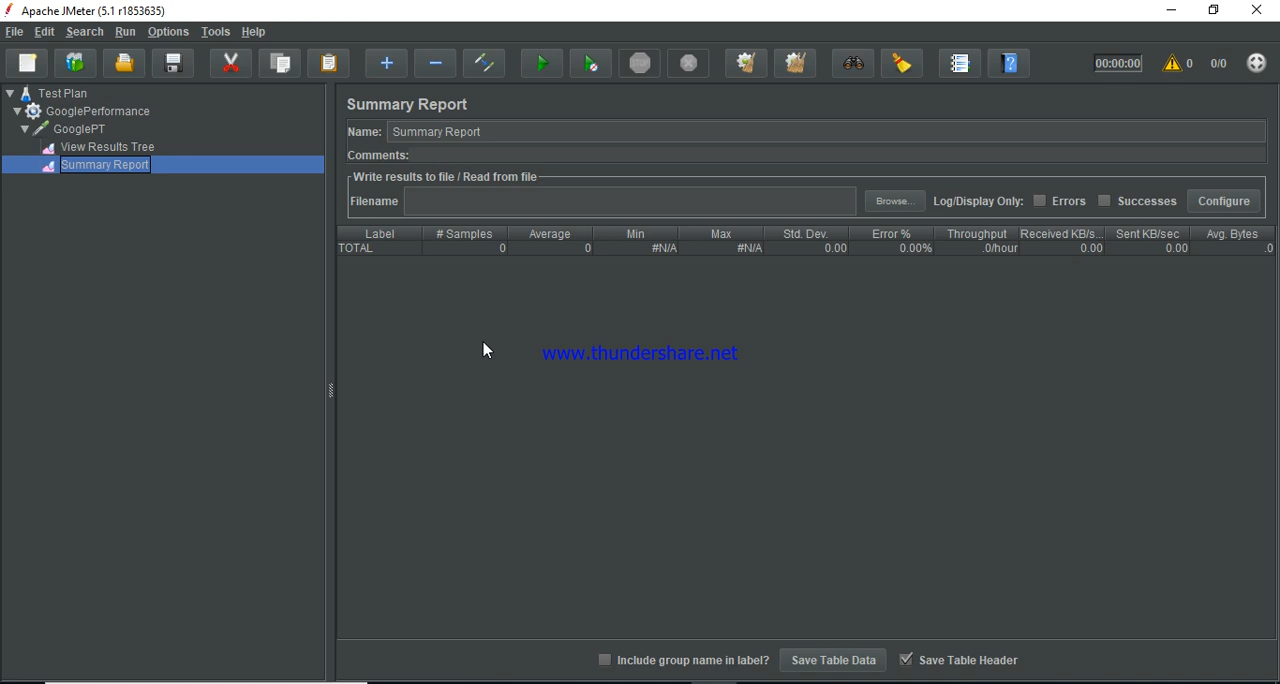 Apache JMeter (5.1 r1853635)
File Edit Search Run Options Help
STOP
00:00:00 0 0/0
Test Plan
GooglePerformance
GooglePT
View Results Tree
Summary Report
Summary Report
Name: Summary Report
Comments:
Write results to file / Read from file
Filename Browse... Log/Display Only: Errors Successes Configure
Label # Samples Average Min Max Std. Dev. Error % Throughput Received KB/s... Sent KB/sec Avg. Bytes
TOTAL 0 0 #N/A #N/A 0.00 0.00% .0/hour 0.00 0.00 .0
www.thundershare.net
Include group name in label? Save Table Data Save Table Header